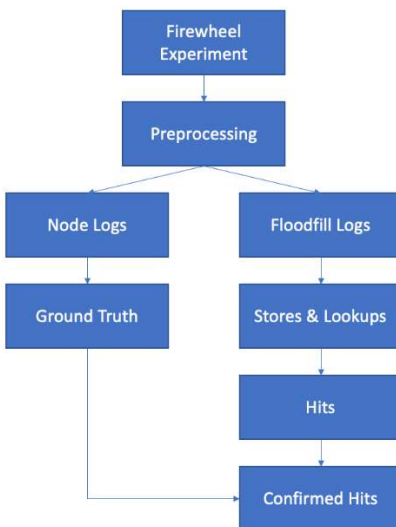 Firewheel
Experiment
Preprocessing
Node Logs
Floodfill Logs
Ground Truth
Stores & Lookups
Hits
Confirmed Hits